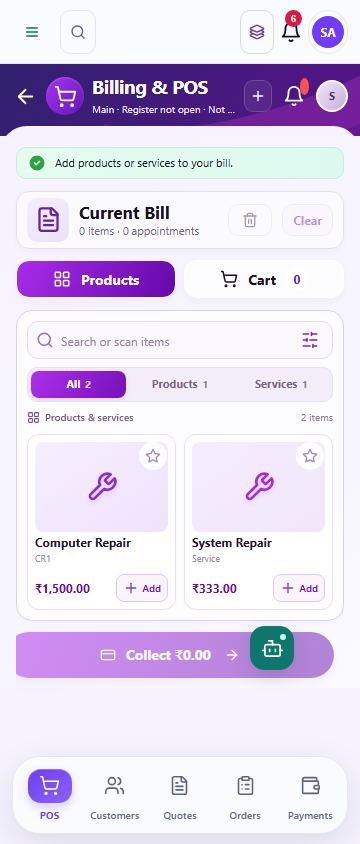 6
SA
Billing & POS
Main · Register not open · Not ...
S
Add products or services to your bill.
Current Bill
0 items · 0 appointments
Clear
Products
Cart 0
Search or scan items
All 2 Products 1 Services 1
Products & services 2 items
Computer Repair System Repair
CR1 Service
₹1,500.00 + Add ₹333.00 + Add
Collect ₹0.00 →
POS Customers Quotes Orders Payments